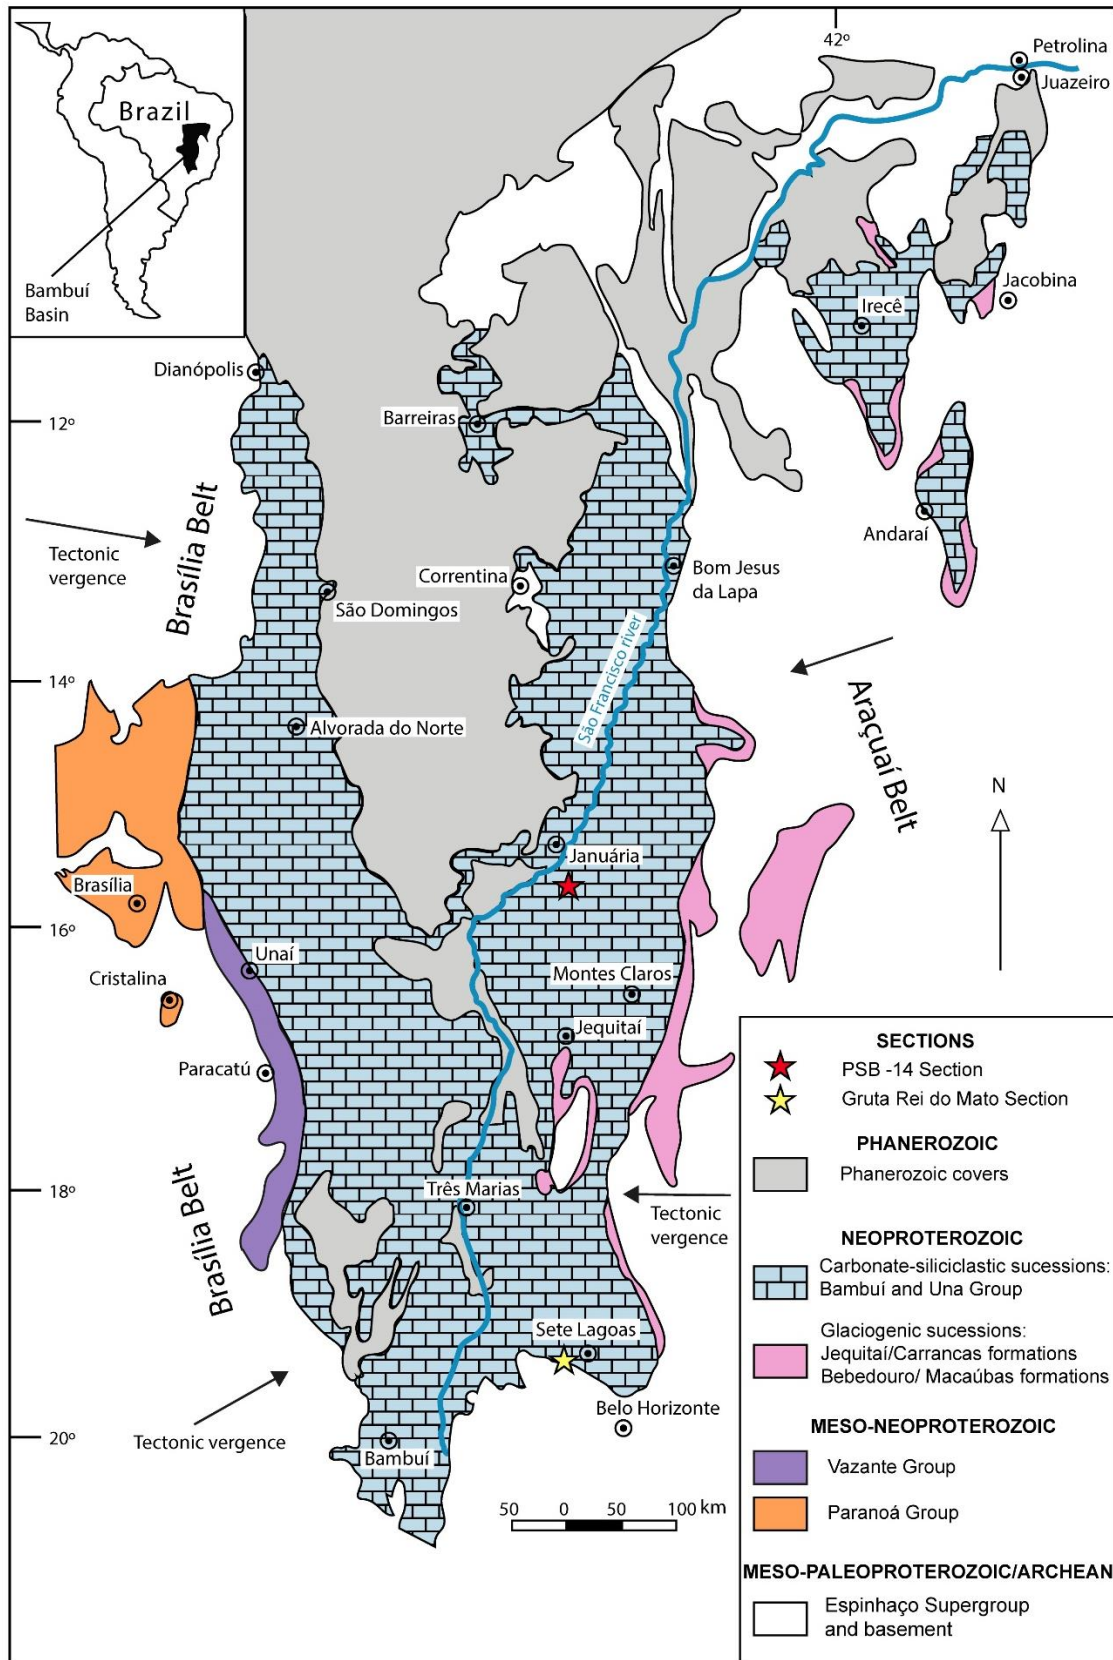 Brazil
Bambuí
Basin
42º
Petrolina
Juazeiro
Jacobina
Irecê
Dianópolis
Barreiras
12º
Andaraí
Brasília Belt
Tectonic
vergence
Correntina
Bom Jesus
da Lapa
São Domingos
São Francisco river
14º
Araçuaí Belt
Alvorada do Norte
N
Januária
Brasília
16º
Unaí
Cristalina
Montes Claros
Jequitaí
Paracatú
18º
Três Marias
Tectonic
vergence
Brasília Belt
Sete Lagoas
Belo Horizonte
20º
Tectonic vergence
Bambuí
50 0 50 100 km
SECTIONS
PSB -14 Section
Gruta Rei do Mato Section
PHANEROZOIC
Phanerozoic covers
NEOPROTEROZOIC
Carbonate-siliciclastic sucessions:
Bambuí and Una Group
Glaciogenic sucessions:
Jequitaí/Carrancas formations
Bebedouro/ Macaúbas formations
MESO-NEOPROTEROZOIC
Vazante Group
Paranoá Group
MESO-PALEOPROTEROZOIC/ARCHEAN
Espinhaço Supergroup
and basement